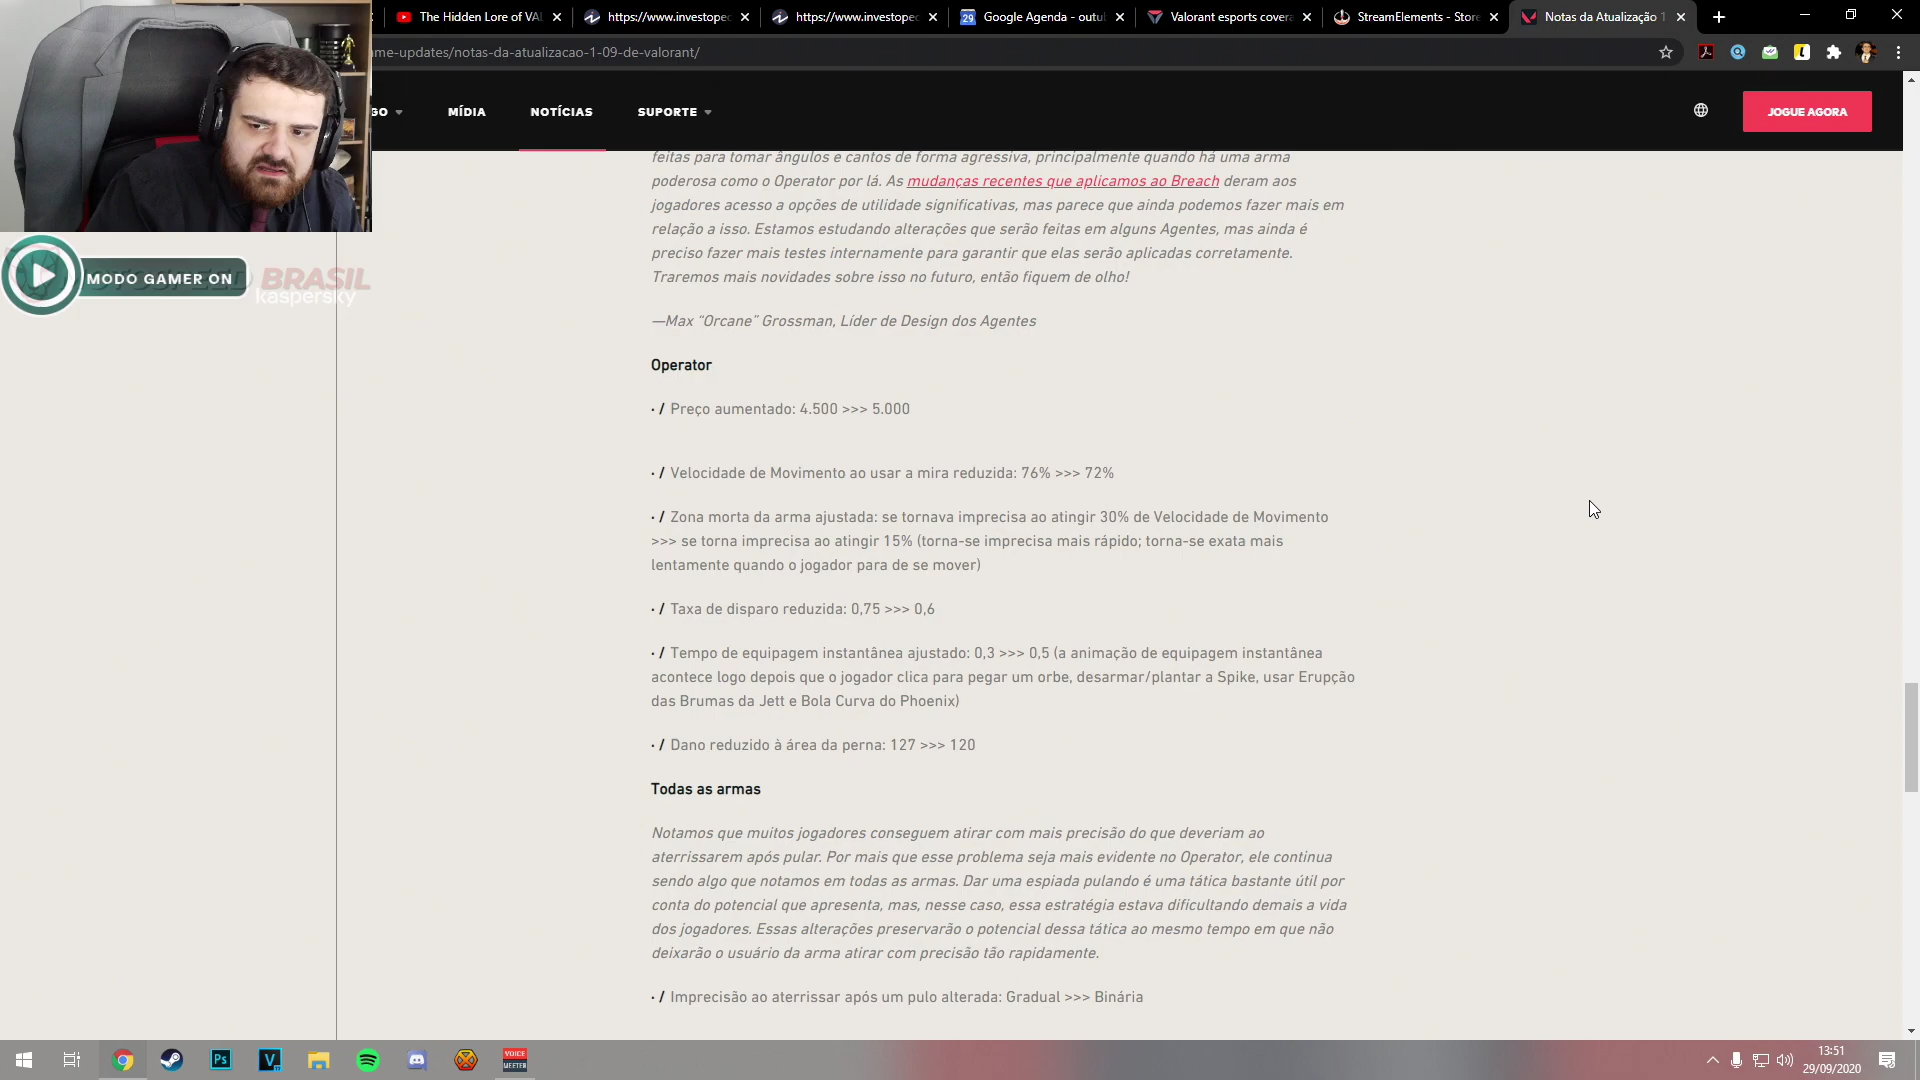 The Hidden Lore of VAL
https://www.investoped
https://www.investoped
29
Google Agenda - outu
Valorant esports covera
StreamElements - Store
Notas da Atualização 1
me-updates/notas-da-atualizacao-1-09-de-valorant/
GO
MÍDIA
NOTÍCIAS
SUPORTE
JOGUE AGORA
feitas para tomar ângulos e cantos de forma agressiva, principalmente quando há uma arma
poderosa como o Operator por lá. As mudanças recentes que aplicamos ao Breach deram aos
jogadores acesso a opções de utilidade significativas, mas parece que ainda podemos fazer mais em
relação a isso. Estamos estudando alterações que serão feitas em alguns Agentes, mas ainda é
preciso fazer mais testes internamente para garantir que elas serão aplicadas corretamente.
Traremos mais novidades sobre isso no futuro, então fiquem de olho!
MODO GAMER ON
BRASIL
kaspersky
—Max “Orcane” Grossman, Líder de Design dos Agentes
Operator
· / Preço aumentado: 4.500 >>> 5.000
· / Velocidade de Movimento ao usar a mira reduzida: 76% >>> 72%
· / Zona morta da arma ajustada: se tornava imprecisa ao atingir 30% de Velocidade de Movimento
>>> se torna imprecisa ao atingir 15% (torna-se imprecisa mais rápido; torna-se exata mais
lentamente quando o jogador para de se mover)
· / Taxa de disparo reduzida: 0,75 >>> 0,6
· / Tempo de equipagem instantânea ajustado: 0,3 >>> 0,5 (a animação de equipagem instantânea
acontece logo depois que o jogador clica para pegar um orbe, desarmar/plantar a Spike, usar Erupção
das Brumas da Jett e Bola Curva do Phoenix)
· / Dano reduzido à área da perna: 127 >>> 120
Todas as armas
Notamos que muitos jogadores conseguem atirar com mais precisão do que deveriam ao
aterrissarem após pular. Por mais que esse problema seja mais evidente no Operator, ele continua
sendo algo que notamos em todas as armas. Dar uma espiada pulando é uma tática bastante útil por
conta do potencial que apresenta, mas, nesse caso, essa estratégia estava dificultando demais a vida
dos jogadores. Essas alterações preservarão o potencial dessa tática ao mesmo tempo em que não
deixarão o usuário da arma atirar com precisão tão rapidamente.
· / Imprecisão ao aterrissar após um pulo alterada: Gradual >>> Binária
Ps
V
VOICE
MEETER
13:51
29/09/2020